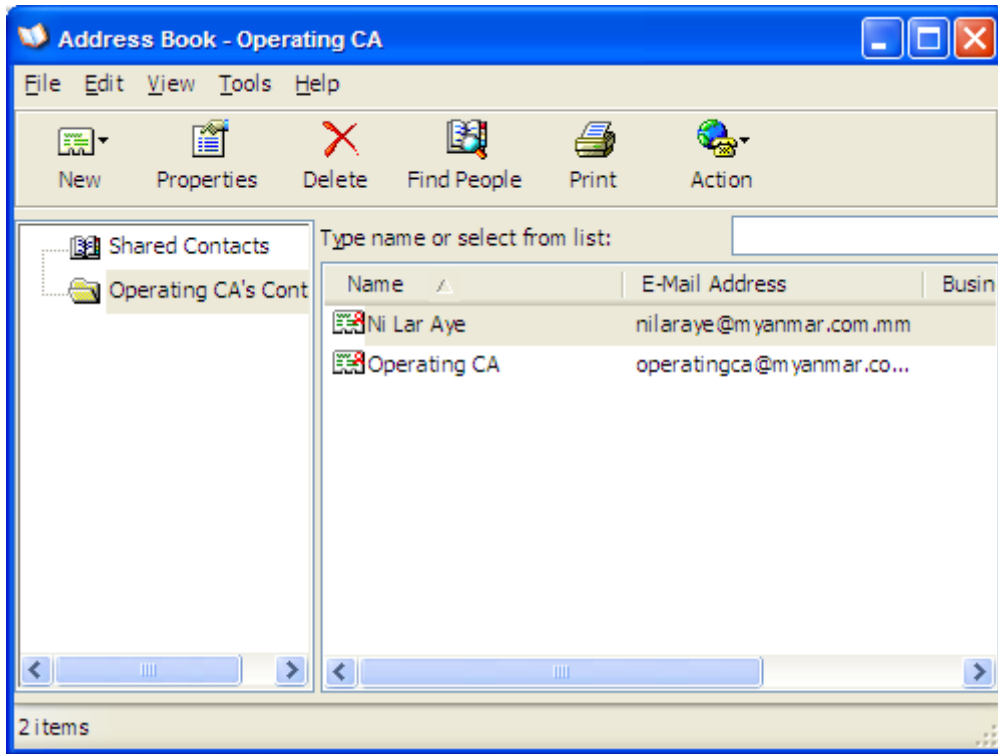 Address Book - Operating CA
File Edit View Tools Help
New Properties Delete Find People Print Action
Shared Contacts
Operating CA's Cont
Type name or select from list:
Name E-Mail Address Busin
Ni Lar Aye nilaraye@myanmar.com.mm
Operating CA operatingca@myanmar.co...
2 items